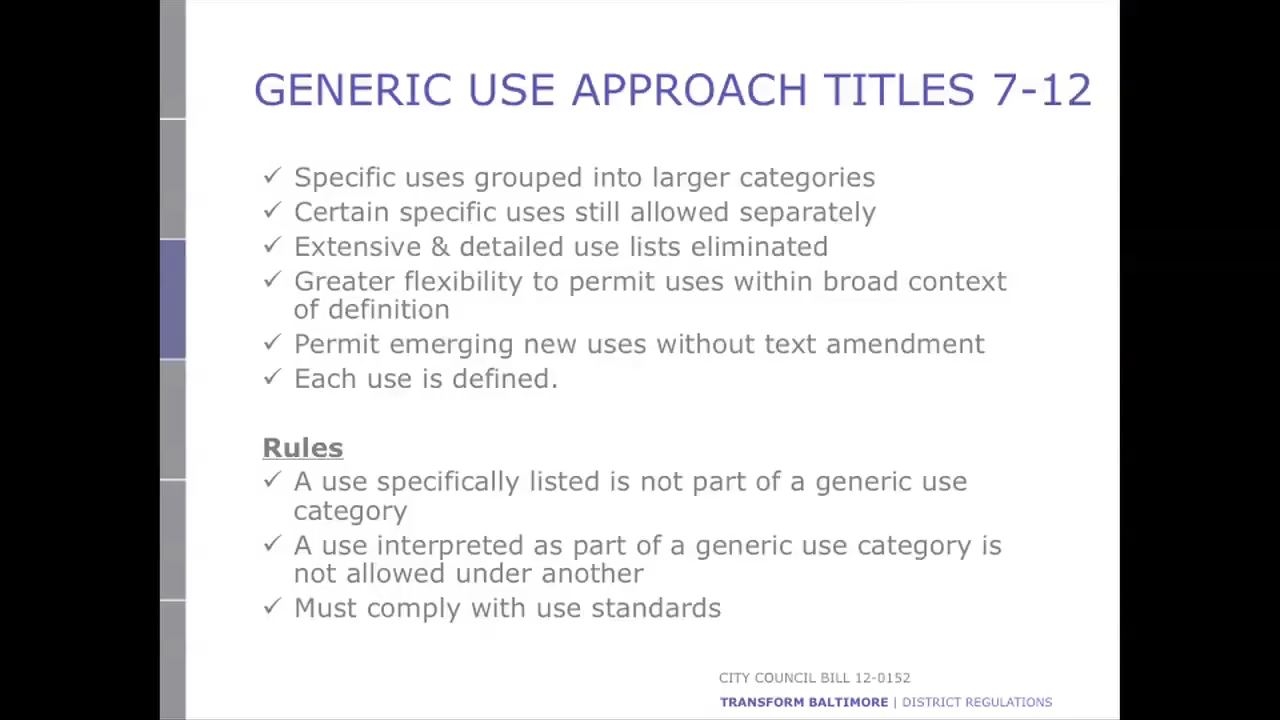 GENERIC USE APPROACH TITLES 7-12
✓ Specific uses grouped into larger categories
✓ Certain specific uses still allowed separately
✓ Extensive & detailed use lists eliminated
✓ Greater flexibility to permit uses within broad context
of definition
✓ Permit emerging new uses without text amendment
✓ Each use is defined.
Rules
✓ A use specifically listed is not part of a generic use
category
✓ A use interpreted as part of a generic use category is
not allowed under another
✓ Must comply with use standards
CITY COUNCIL BILL 12-0152
TRANSFORM BALTIMORE | DISTRICT REGULATIONS